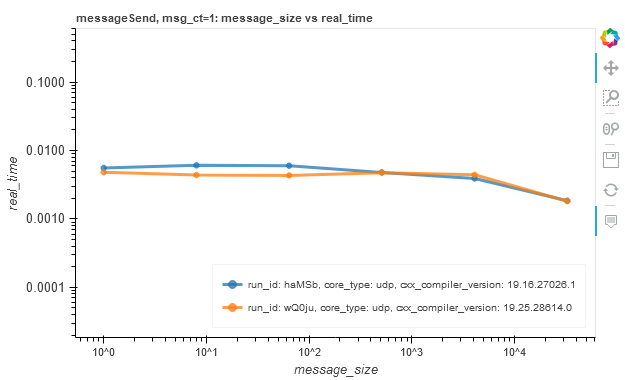 messageSend, msg_ct=1: message_size vs real_time
0.1000
0.0100
0.0010
0.0001
real_time
run_id: haMSb, core_type: udp, cxx_compiler_version: 19.16.27026.1
run_id: wQ0ju, core_type: udp, cxx_compiler_version: 19.25.28614.0
10^0
10^1
10^2
10^3
10^4
message_size